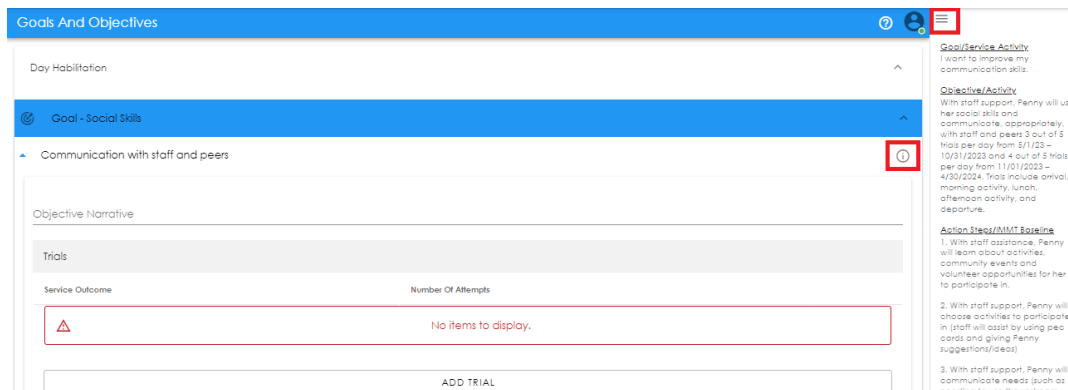 Goals And Objectives
Day Habilitation
Goal - Social Skills
Communication with staff and peers
Objective Narrative
Trials
Service Outcome Number Of Attempts
No items to display.
ADD TRIAL
Goal/Service Activity
I want to improve my
communication skills.
Objective/Activity
With staff support, Penny will us
her social skills and
communicate, appropriately,
with staff and peers 3 out of 5
trials per day from 5/1/23 –
10/31/2023 and 4 out of 5 trials
per day from 11/01/2023 –
4/30/2024. Trials include arrival,
morning activity, lunch,
afternoon activity, and
departure.
Action Steps/IMMT Baseline
1. With staff assistance, Penny
will learn about activities,
community events and
volunteer opportunities for her
to participate in.
2. With staff support, Penny will
choose activities to participate
in (staff will assist by using pec
cards and giving Penny
suggestions/ideas)
3. With staff support, Penny will
communicate needs (such as